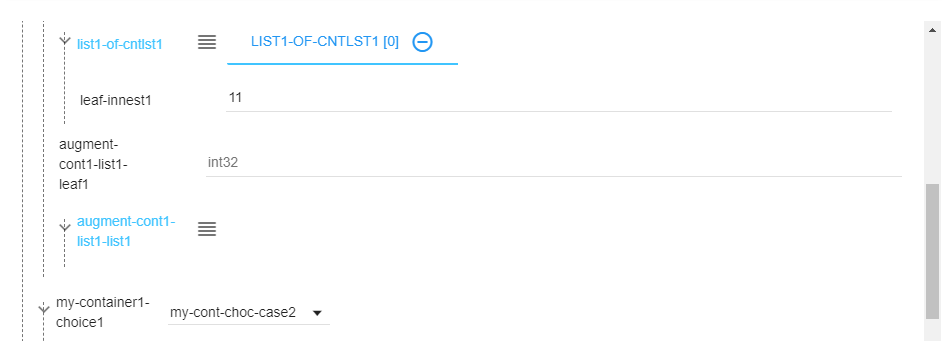 list1-of-cntlst1 LIST1-OF-CNTLST1 [0]
leaf-innest1 11
augment-
cont1-list1- int32
leaf1
augment-cont1-
list1-list1
my-container1-
choice1 my-cont-choc-case2